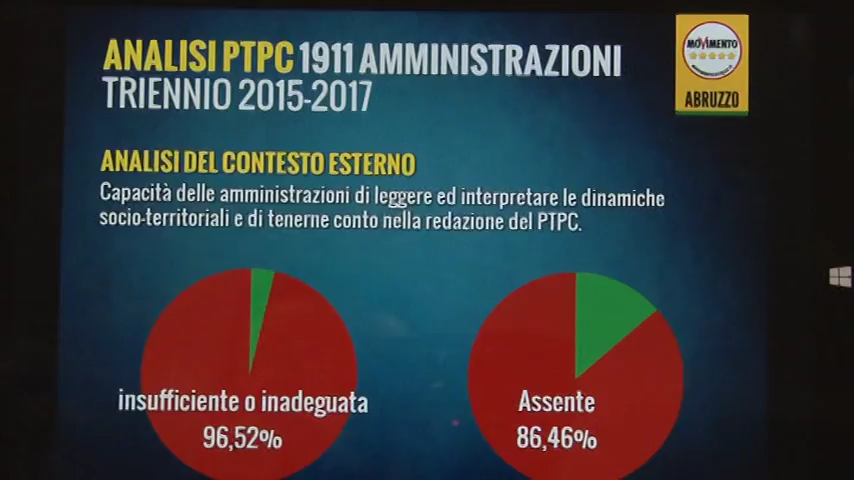 ANALISI PTPC 1911 AMMINISTRAZIONI
TRIENNIO 2015-2017
MOVIMENTO
ABRUZZO
ANALISI DEL CONTESTO ESTERNO
Capacità delle amministrazioni di leggere ed interpretare le dinamiche
socio-territoriali e di tenerne conto nella redazione del PTPC.
insufficiente o inadeguata
96,52%
Assente
86,46%